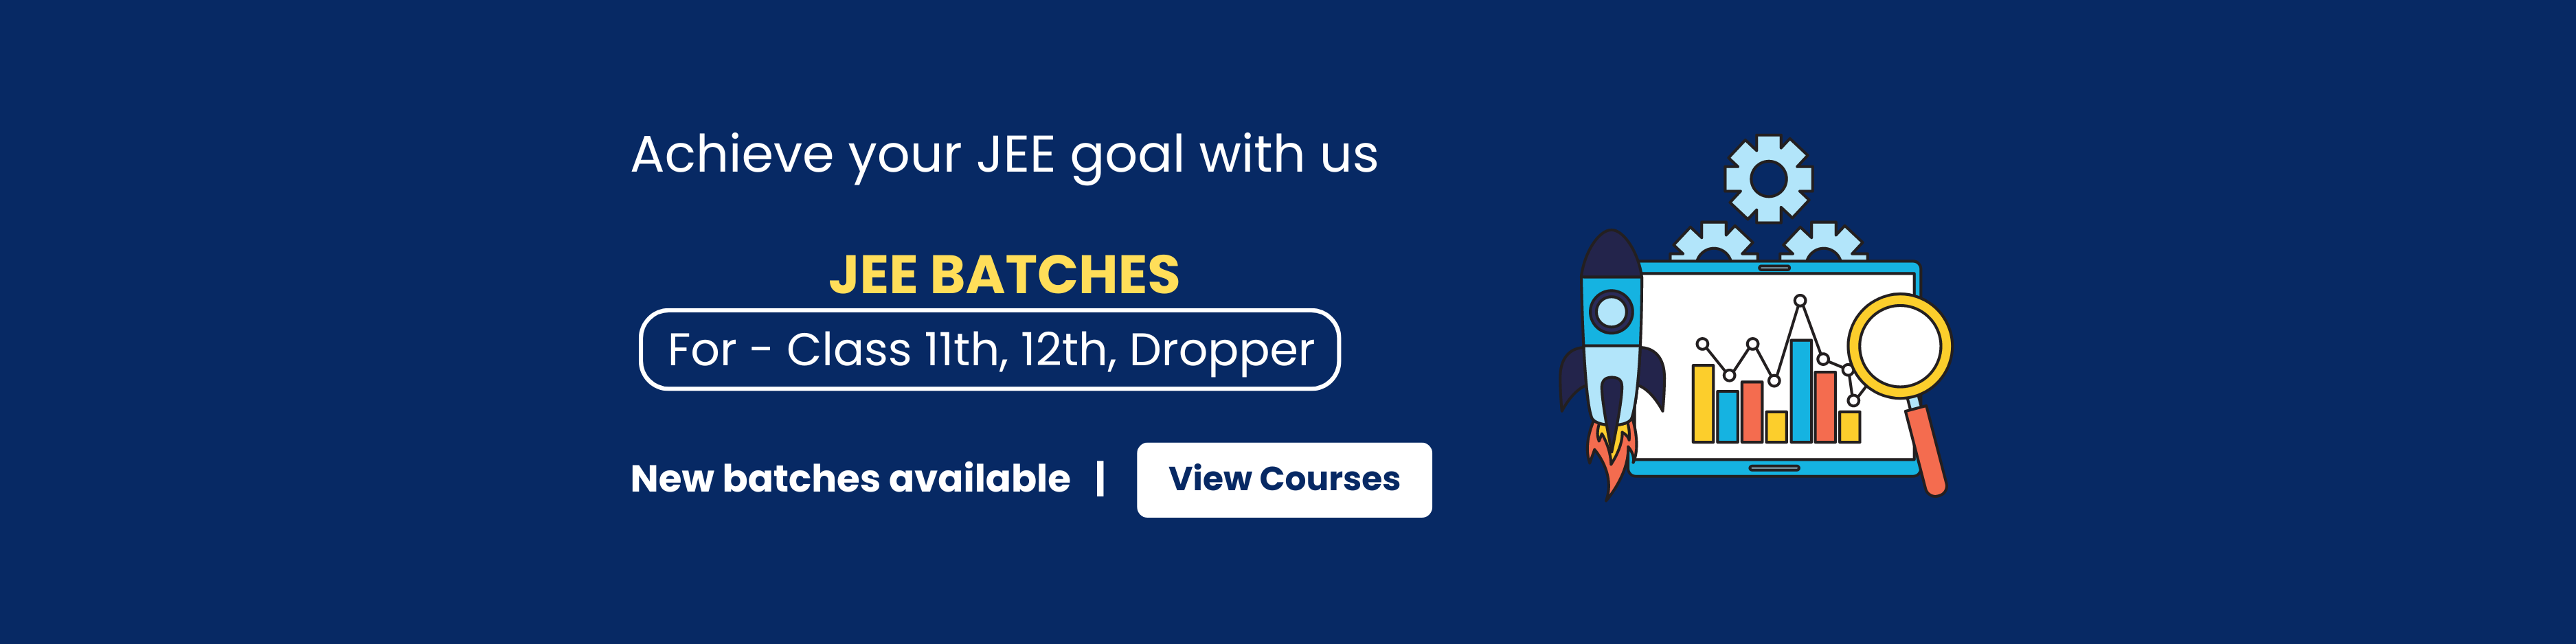 Achieve your JEE goal with us
JEE BATCHES
For - Class 11th, 12th, Dropper
New batches available | View Courses